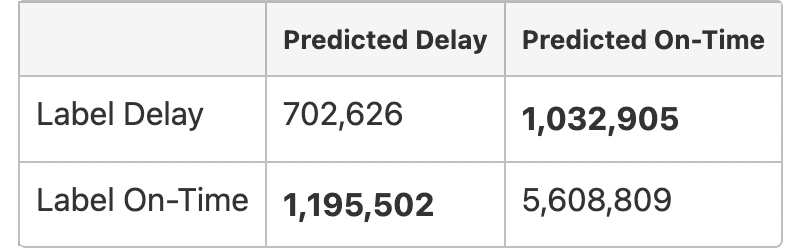 Predicted Delay Predicted On-Time
Label Delay 702,626 1,032,905
Label On-Time 1,195,502 5,608,809